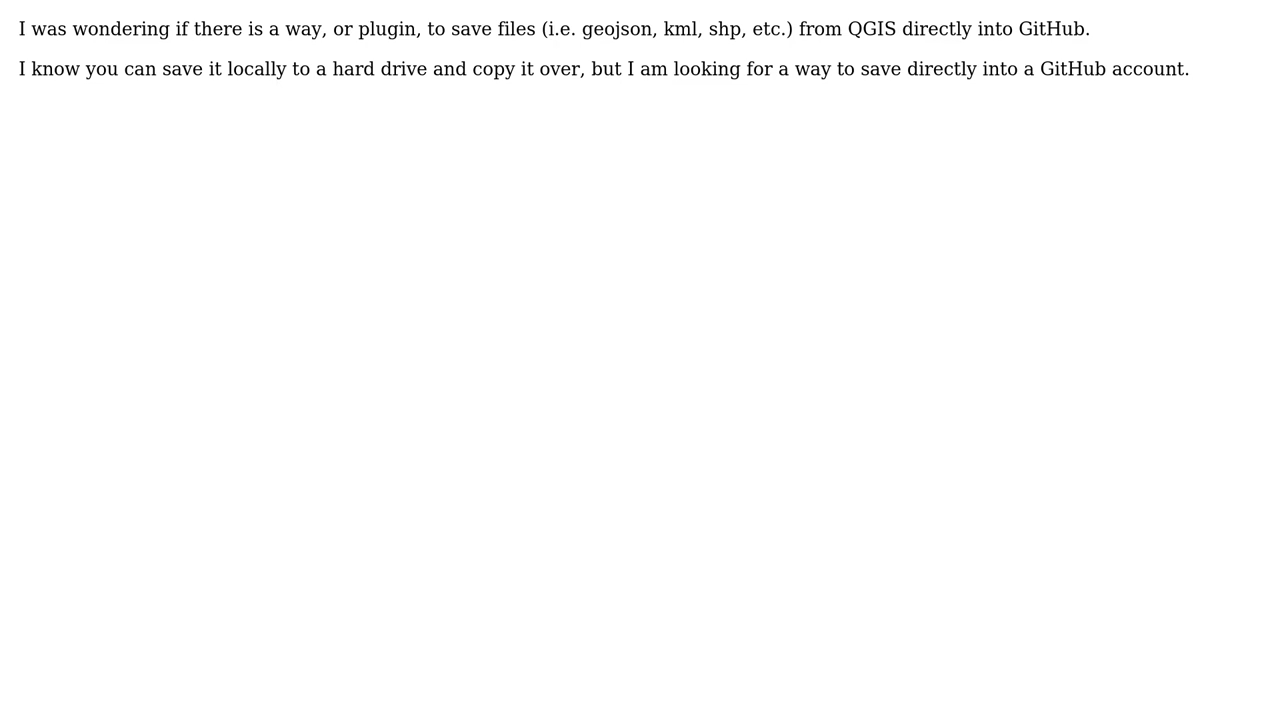 I was wondering if there is a way, or plugin, to save files (i.e. geojson, kml, shp, etc.) from QGIS directly into GitHub.
I know you can save it locally to a hard drive and copy it over, but I am looking for a way to save directly into a GitHub account.